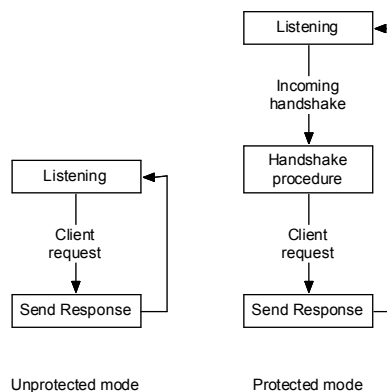 Listening
Client
request
Send Response
Unprotected mode
Listening
Incoming
handshake
Handshake
procedure
Client
request
Send Response
Protected mode